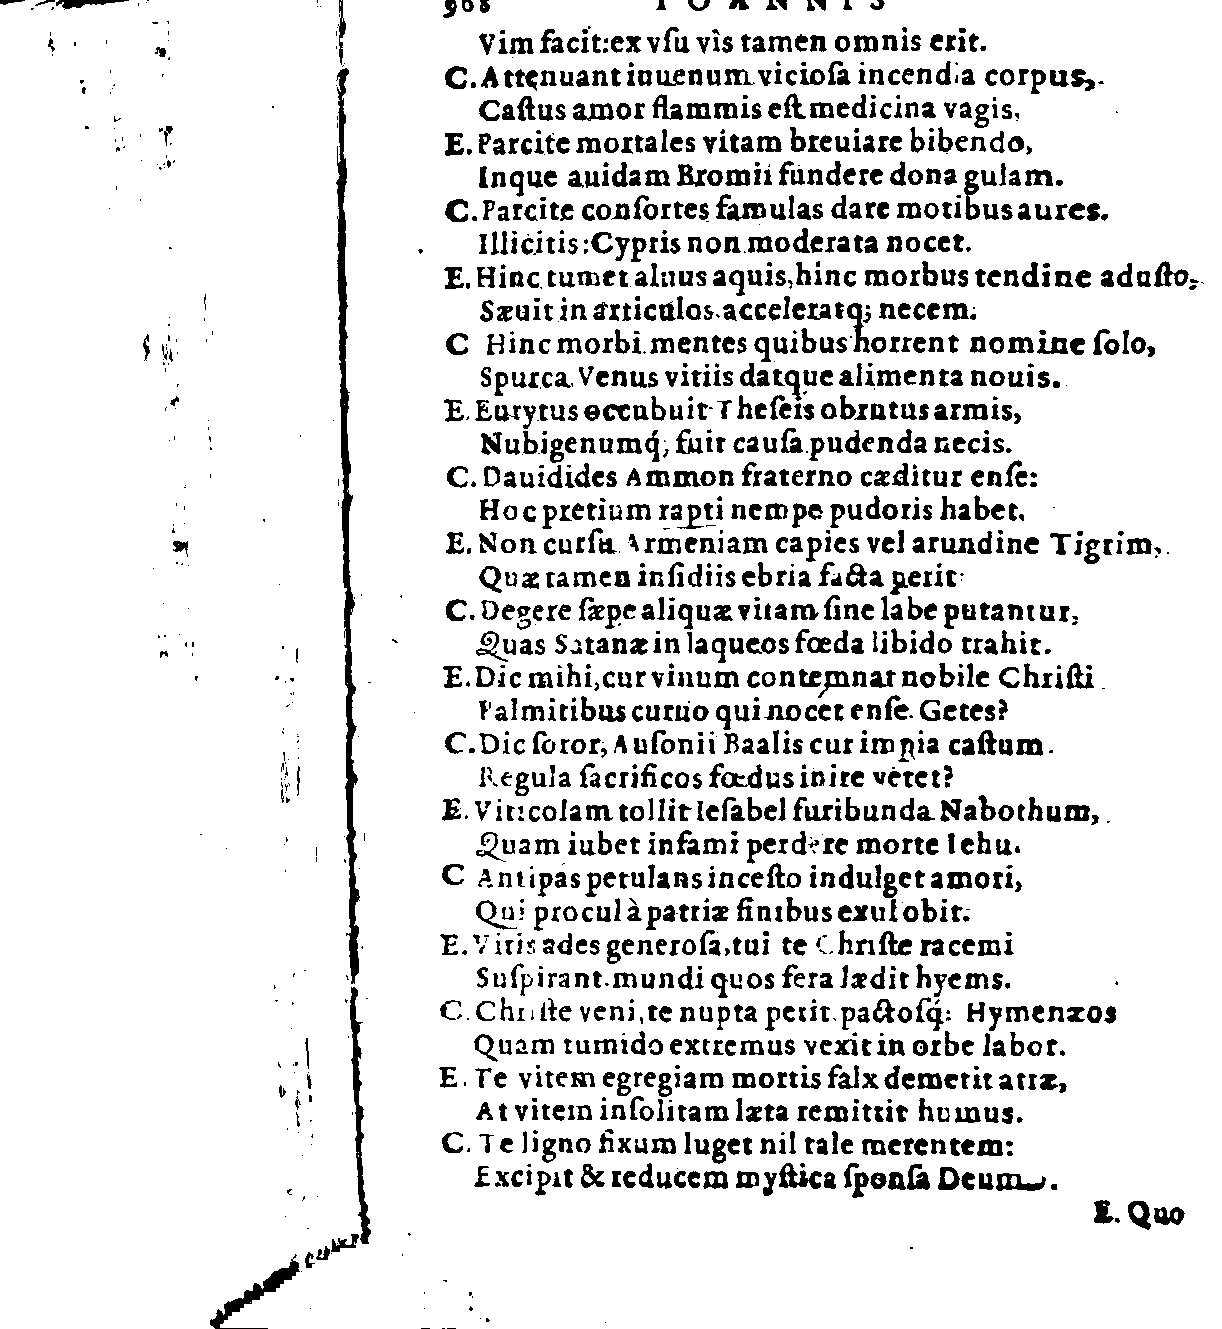 908 IOANNIS
Vim facit:ex vſu vìs tamen omnis erit.
C. Attenuant iuuenum vicioſa incendia corpus,
Caſtus amor flammis eſt medicina vagis,
E. Parcite mortales vitam breuiare bibendo,
Inque auidam Bromii fundere dona gulam.
C. Parcite conſortes famulas dare motibus aures.
Illicitis: Cypris non moderata nocet.
E. Hinc tumet aluus aquis, hinc morbus tendine aduſto,
Sæuit in articulos acceleratq; necem.
C Hinc morbi mentes quibus horrent nomine ſolo,
Spurca Venus vitiis datque alimenta nouis.
E. Eurytus occubuit Theſeis obrutus armis,
Nubigenumq́; fuit cauſa pudenda necis.
C. Dauidides Ammon fraterno cæditur enſe:
Hoc pretium rapti nempe pudoris habet.
E. Non curſu Armeniam capies vel arundine Tigrim,
Quæ tamen inſidiis ebria facta perit
C. Degere ſæpe aliquæ vitam ſine labe putantur,
Quas Satanæ in laqueos fœda libido trahit.
E. Dic mihi, cur vinum contemnat nobile Chriſti
Palmitibus curuo qui nocet enſe Getes?
C. Dic ſoror, Auſonii Baalis cur impia caſtum
Regula ſacrificos fœdus inire vetet?
E. Viticolam tollit Ieſabel furibunda Nabothum,
Quam iubet infami perdere morte Iehu.
C Antipas petulans inceſto indulget amori,
Qui procul à patriæ finibus exul obit.
E. Vitis ades generoſa, tui te Chriſte racemi
Suſpirant mundi quos fera lædit hyems.
C. Chriſte veni, te nupta petit pactoſq́; Hymenæos
Quam tumido extremus vexit in orbe labor.
E. Te vitem egregiam mortis falx demetit atræ,
At vitem inſolitam læta remittit humus.
C. Te ligno fixum luget nil tale merentem:
Excipit & reducem myſtica ſponſa Deum.
E. Quo